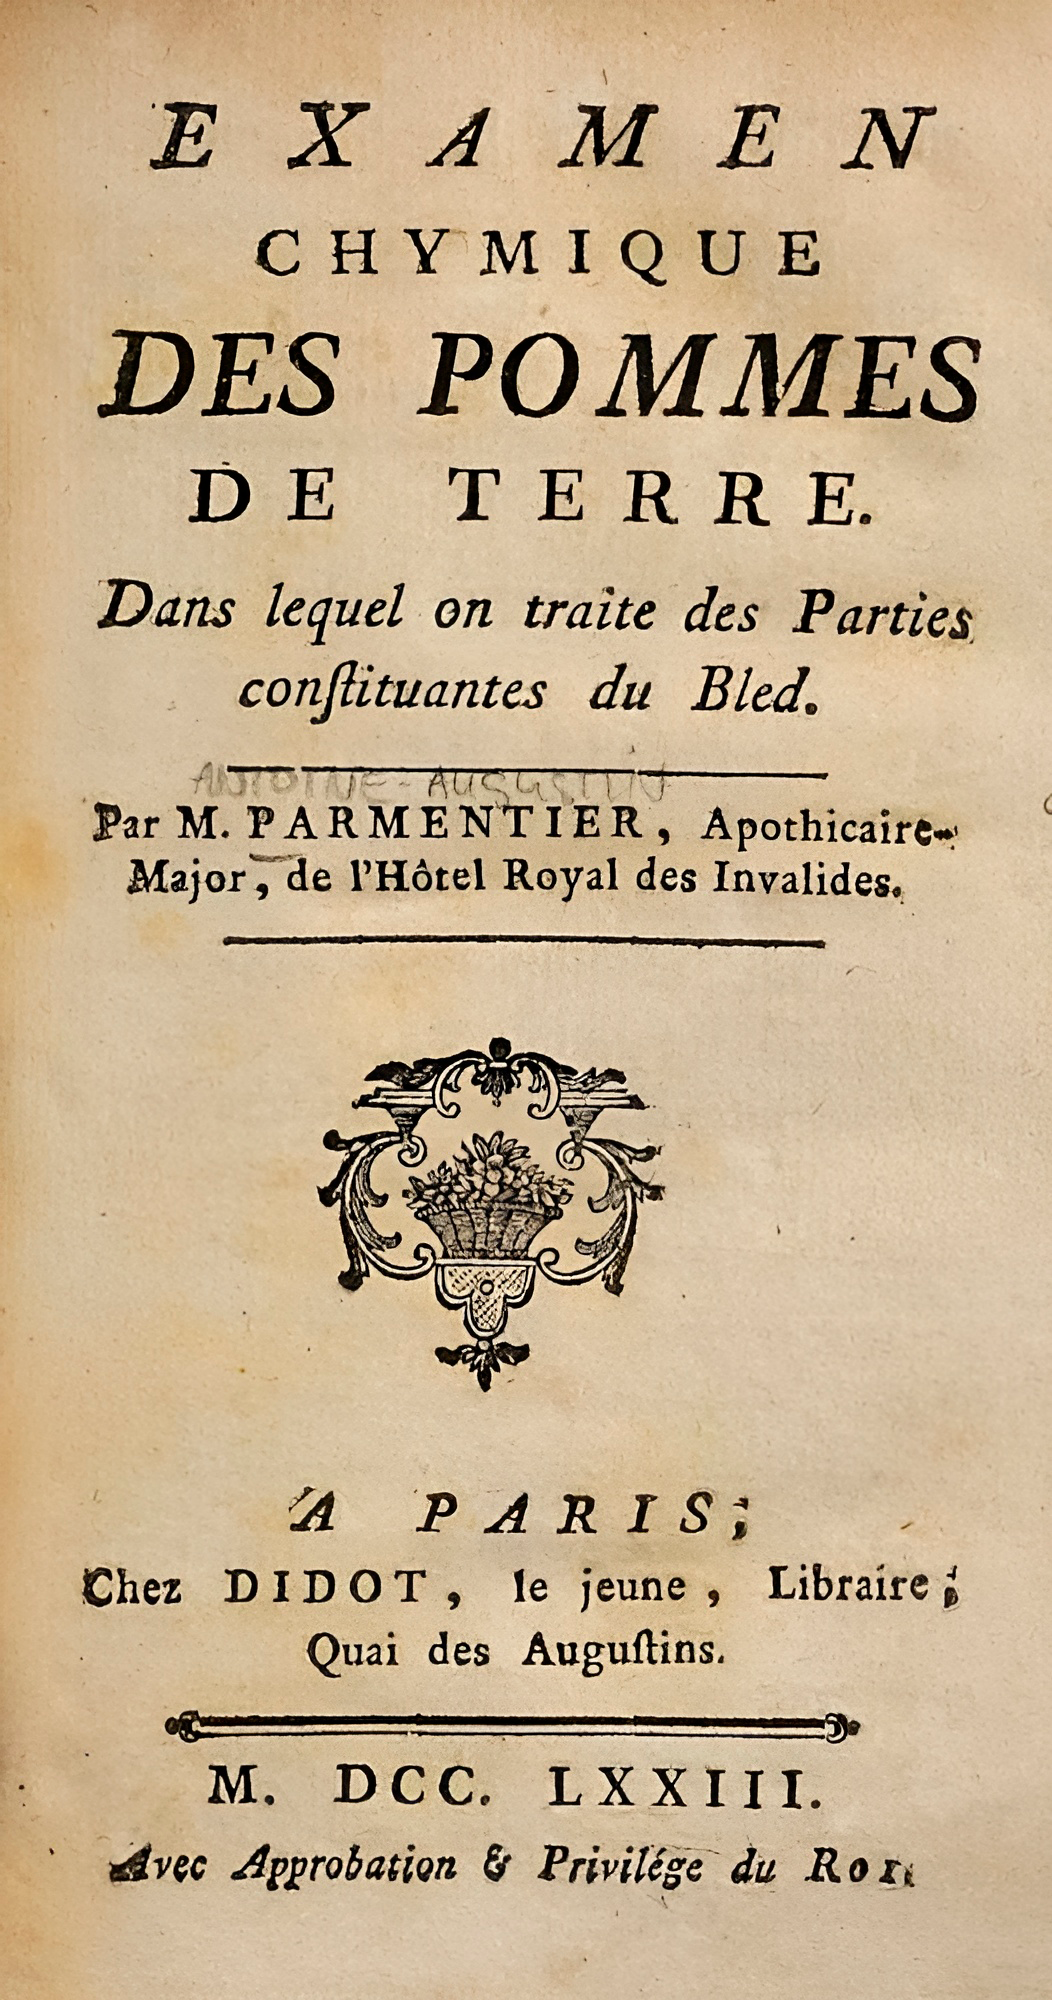 EXAMEN
CHYMIQUE
DES POMMES
DE TERRE.
Dans lequel on traite des Parties
conſtituantes du Bled.
ANTOINE-AUGUSTIN
Par M. PARMENTIER, Apothicaire-
Major, de l'Hôtel Royal des Invalides.
A PARIS;
Chez DIDOT, le jeune, Libraire;
Quai des Auguſtins.
M. DCC. LXXIII.
Avec Approbation & Privilége du Roi.